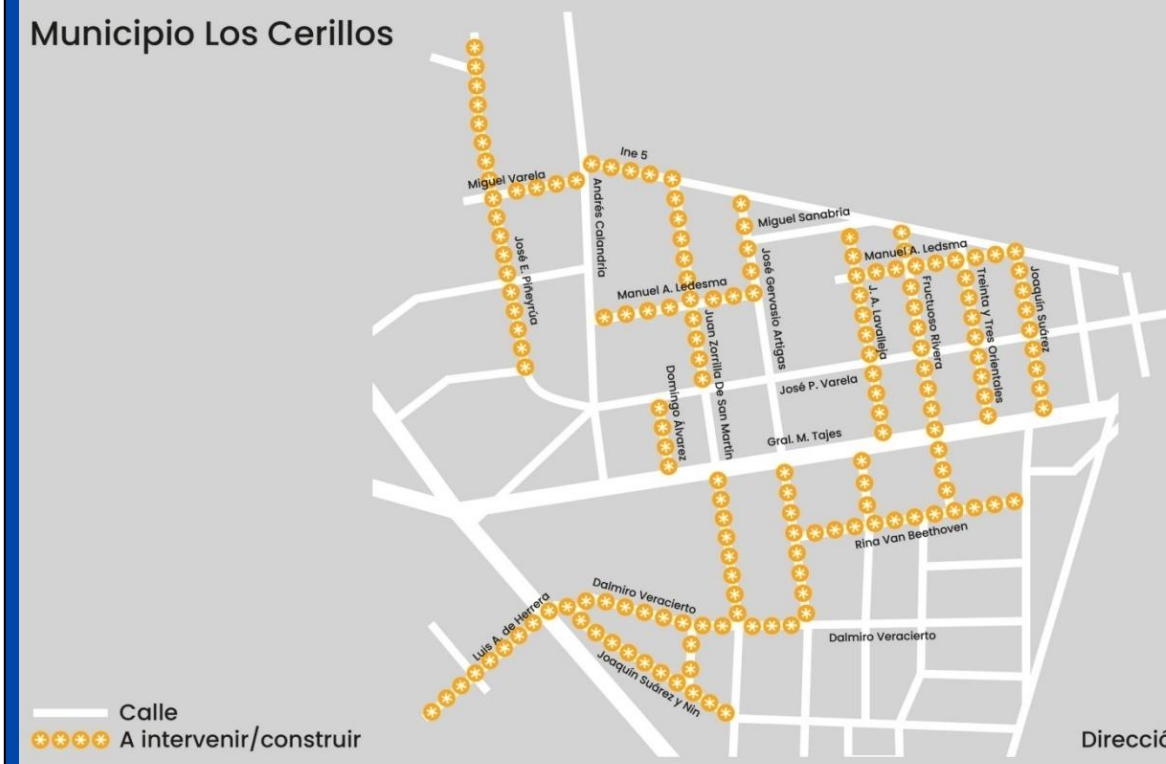 Municipio Los Cerillos
Ine 5
Miguel Varela
Andrés Calandria
Miguel Sanabria
José E. Piñeyrúa
José Gervasio Artigas
Manuel A. Ledsma
Manuel A. Ledesma
J. A. Lavalleja
Fructuoso Rivera
Treinta y Tres Orientales
Joaquín Suárez
Juan Zorrilla De San Martín
Domingo Álvarez
José P. Varela
Gral. M. Tajes
Rina Van Beethoven
Dalmiro Veracierto
Luis A. de Herrera
Dalmiro Veracierto
Joaquín Suárez y Nin
Calle
A intervenir/construir
Direcció